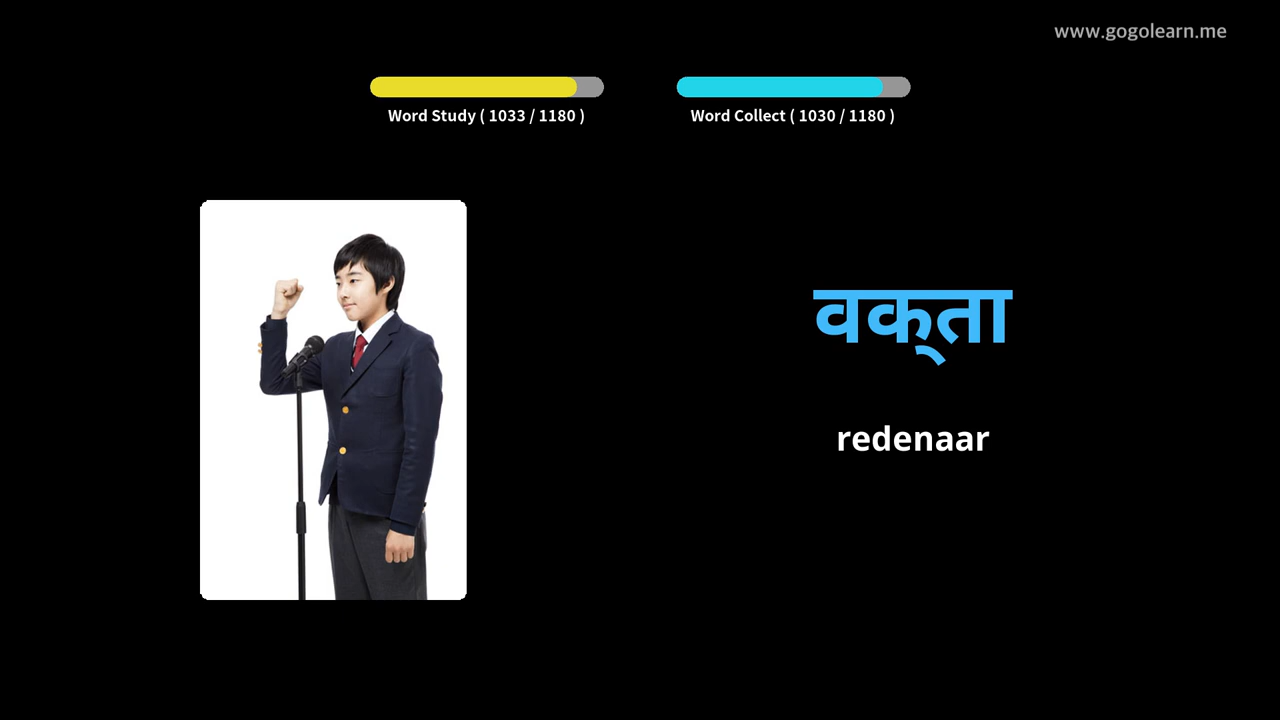 www.gogolearn.me
Word Study ( 1033 / 1180 )
Word Collect ( 1030 / 1180 )
वक्ता
redenaar